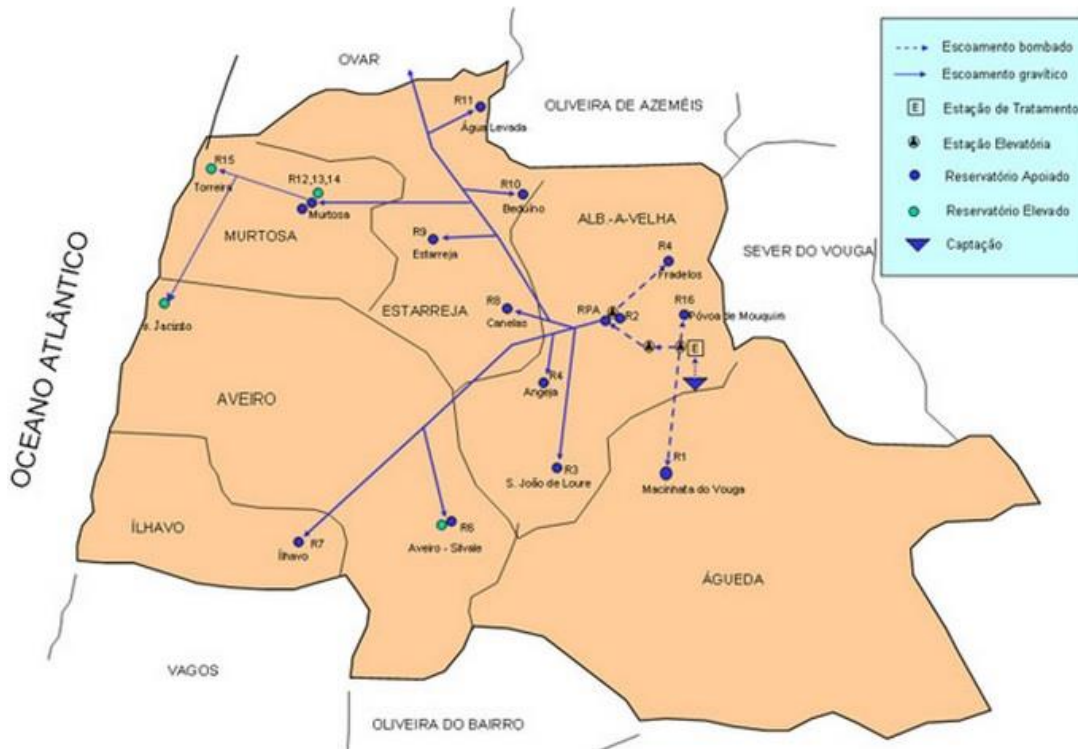 OVAR
OLIVEIRA DE AZEMÉIS
R11
Água Levada
R15
Torreira
R12,13,14
Murtosa
MURTOSA
R10
Beduíno
ALB.-A-VELHA
SEVER DO VOUGA
R9
Estarreja
ESTARREJA
R4
Fradelos
R8
Canelas
RPA
R2
R16
Póvoa de Mouquim
E
S. Jacinto
R4
Angeja
OCEANO ATLÂNTICO
AVEIRO
R3
S. João de Loure
R1
Macinhata do Vouga
ÍLHAVO
R7
Ílhavo
R6
Aveiro - Silvale
ÁGUEDA
VAGOS
OLIVEIRA DO BAIRRO
Escoamento bombado
Escoamento gravítico
E
Estação de Tratamento
Estação Elevatória
Reservatório Apoiado
Reservatório Elevado
Captação